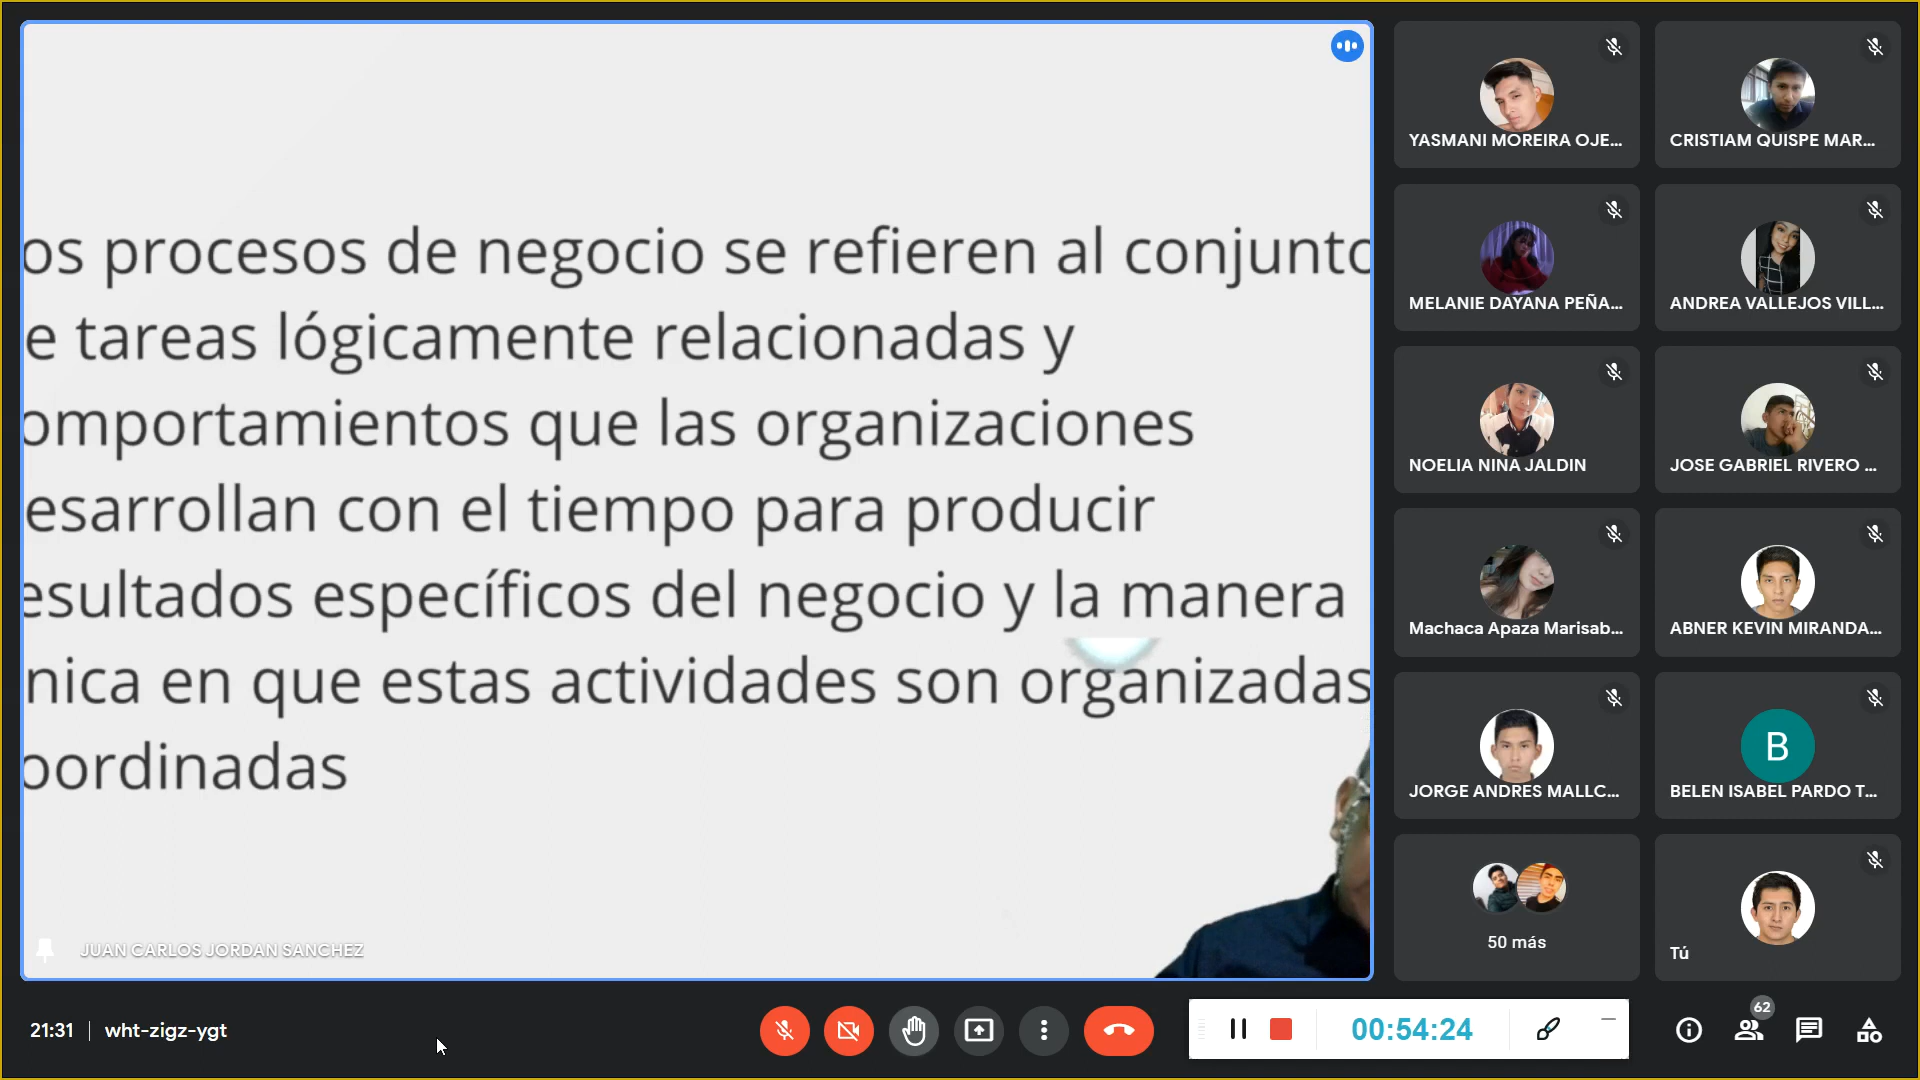 os procesos de negocio se refieren al conjunto
e tareas lógicamente relacionadas y
omportamientos que las organizaciones
esarrollan con el tiempo para producir
esultados específicos del negocio y la manera
nica en que estas actividades son organizadas
oordinadas
JUAN CARLOS JORDAN SANCHEZ
YASMANI MOREIRA OJE...
CRISTIAM QUISPE MAR...
MELANIE DAYANA PEÑA...
ANDREA VALLEJOS VILL...
NOELIA NINA JALDIN
JOSE GABRIEL RIVERO ...
Machaca Apaza Marisab...
ABNER KEVIN MIRANDA...
JORGE ANDRES MALLC...
B
BELEN ISABEL PARDO T...
50 más
Tú
21:31 | wht-zigz-ygt
00:54:24
62